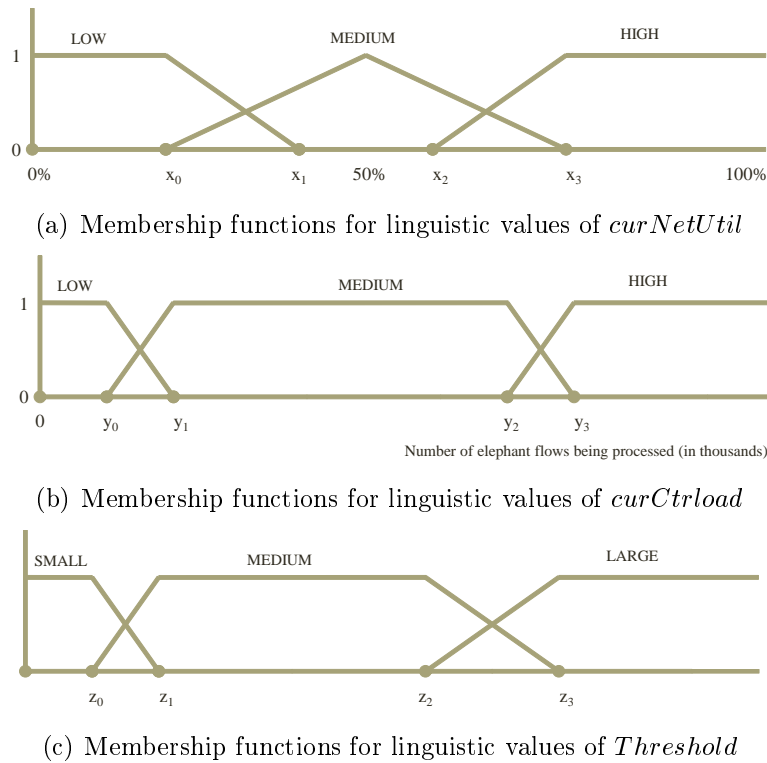 LOW MEDIUM HIGH
1
0
0% x0 x1 50% x2 x3 100%
(a) Membership functions for linguistic values of curNetUtil
LOW MEDIUM HIGH
1
0
0 y0 y1 y2 y3
Number of elephant flows being processed (in thousands)
(b) Membership functions for linguistic values of curCtrload
SMALL MEDIUM LARGE
z0 z1 z2 z3
(c) Membership functions for linguistic values of Threshold